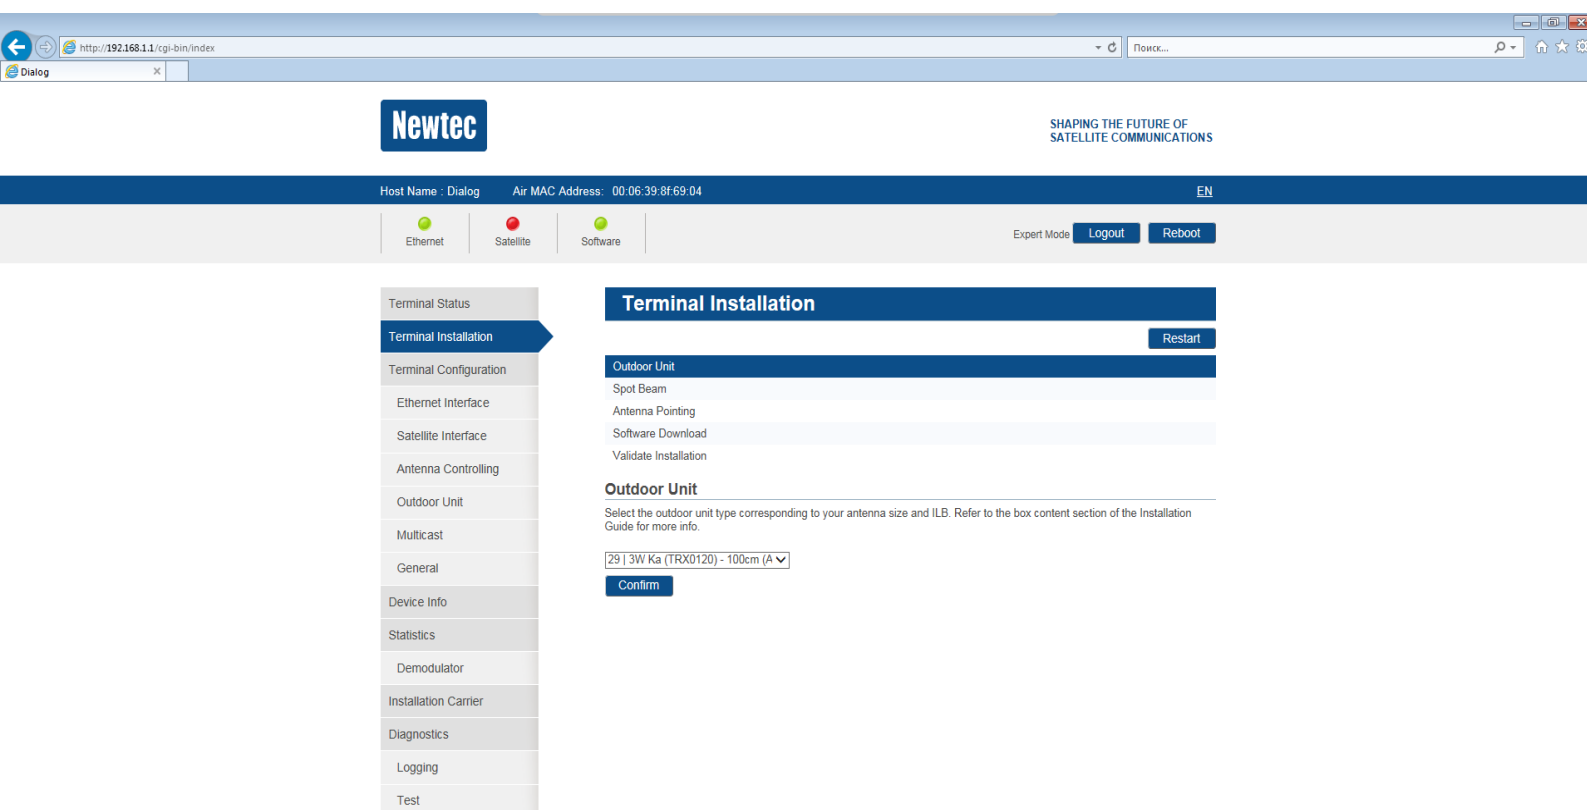 http://192.168.1.1/cgi-bin/index
Поиск...
Dialog
Newtec
SHAPING THE FUTURE OF
SATELLITE COMMUNICATIONS
Host Name : Dialog Air MAC Address: 00:06:39:8f:69:04 EN
Ethernet Satellite Software
Expert Mode Logout Reboot
Terminal Status
Terminal Installation
Terminal Configuration
Ethernet Interface
Satellite Interface
Antenna Controlling
Outdoor Unit
Multicast
General
Device Info
Statistics
Demodulator
Installation Carrier
Diagnostics
Logging
Test
Terminal Installation
Restart
Outdoor Unit
Spot Beam
Antenna Pointing
Software Download
Validate Installation
Outdoor Unit
Select the outdoor unit type corresponding to your antenna size and ILB. Refer to the box content section of the Installation
Guide for more info.
29 | 3W Ka (TRX0120) - 100cm (A
Confirm